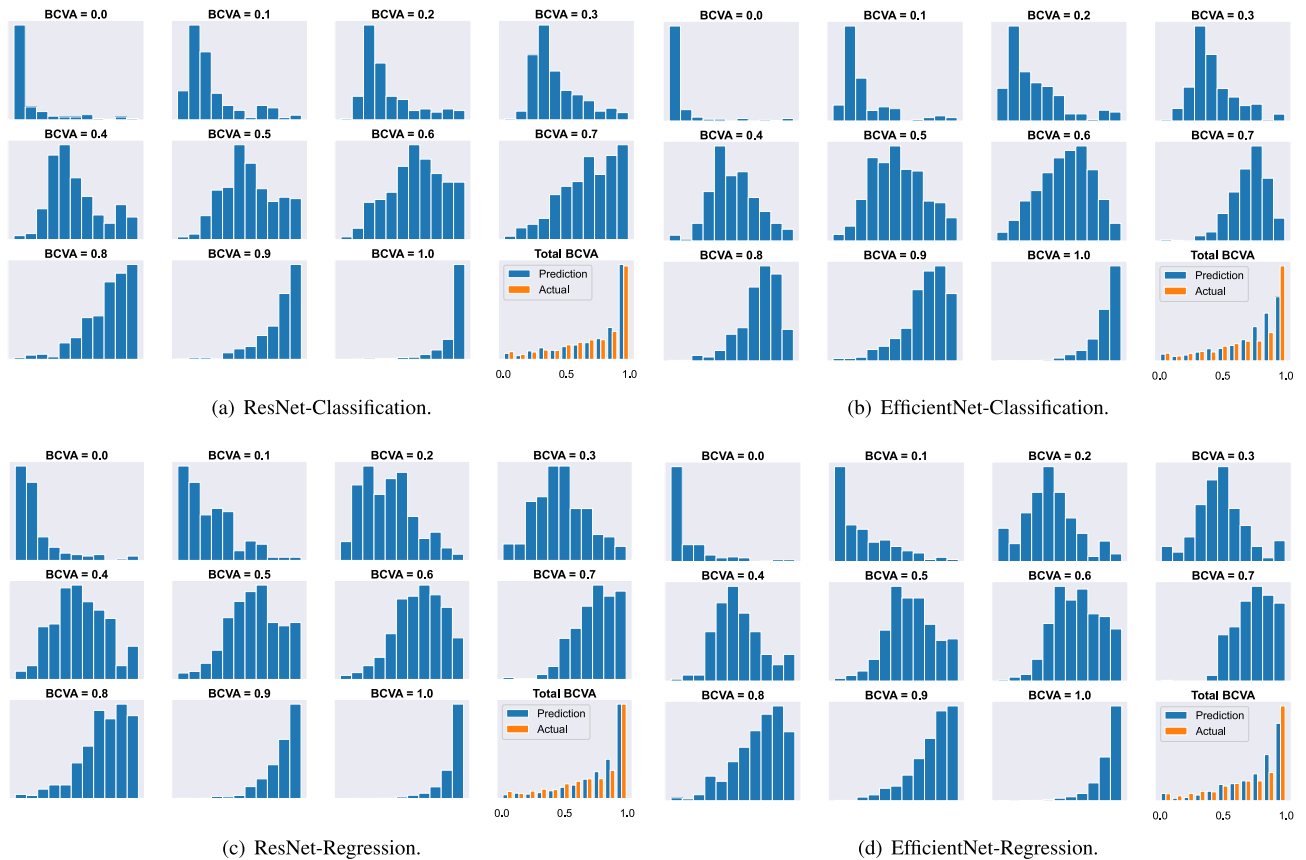 BCVA = 0.0 BCVA = 0.1 BCVA = 0.2 BCVA = 0.3
BCVA = 0.4 BCVA = 0.5 BCVA = 0.6 BCVA = 0.7
BCVA = 0.8 BCVA = 0.9 BCVA = 1.0 Total BCVA
Prediction
Actual
0.0 0.5 1.0
(a) ResNet-Classification.
BCVA = 0.0 BCVA = 0.1 BCVA = 0.2 BCVA = 0.3
BCVA = 0.4 BCVA = 0.5 BCVA = 0.6 BCVA = 0.7
BCVA = 0.8 BCVA = 0.9 BCVA = 1.0 Total BCVA
Prediction
Actual
0.0 0.5 1.0
(b) EfficientNet-Classification.
BCVA = 0.0 BCVA = 0.1 BCVA = 0.2 BCVA = 0.3
BCVA = 0.4 BCVA = 0.5 BCVA = 0.6 BCVA = 0.7
BCVA = 0.8 BCVA = 0.9 BCVA = 1.0 Total BCVA
Prediction
Actual
0.0 0.5 1.0
(c) ResNet-Regression.
BCVA = 0.0 BCVA = 0.1 BCVA = 0.2 BCVA = 0.3
BCVA = 0.4 BCVA = 0.5 BCVA = 0.6 BCVA = 0.7
BCVA = 0.8 BCVA = 0.9 BCVA = 1.0 Total BCVA
Prediction
Actual
0.0 0.5 1.0
(d) EfficientNet-Regression.